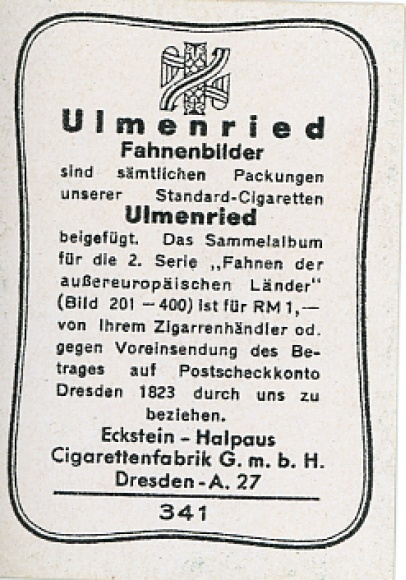 Ulmenried
Fahnenbilder
sind sämtlichen Packungen
unserer Standard-Cigaretten
Ulmenried
beigefügt. Das Sammelalbum
für die 2. Serie „Fahnen der
außereuropäischen Länder"
(Bild 201 – 400) ist für RM 1,—
von Ihrem Zigarrenhändler od.
gegen Voreinsendung des Be-
trages auf Postscheckkonto
Dresden 1823 durch uns zu
beziehen.
Eckstein - Halpaus
Cigarettenfabrik G. m. b. H.
Dresden-A. 27
341